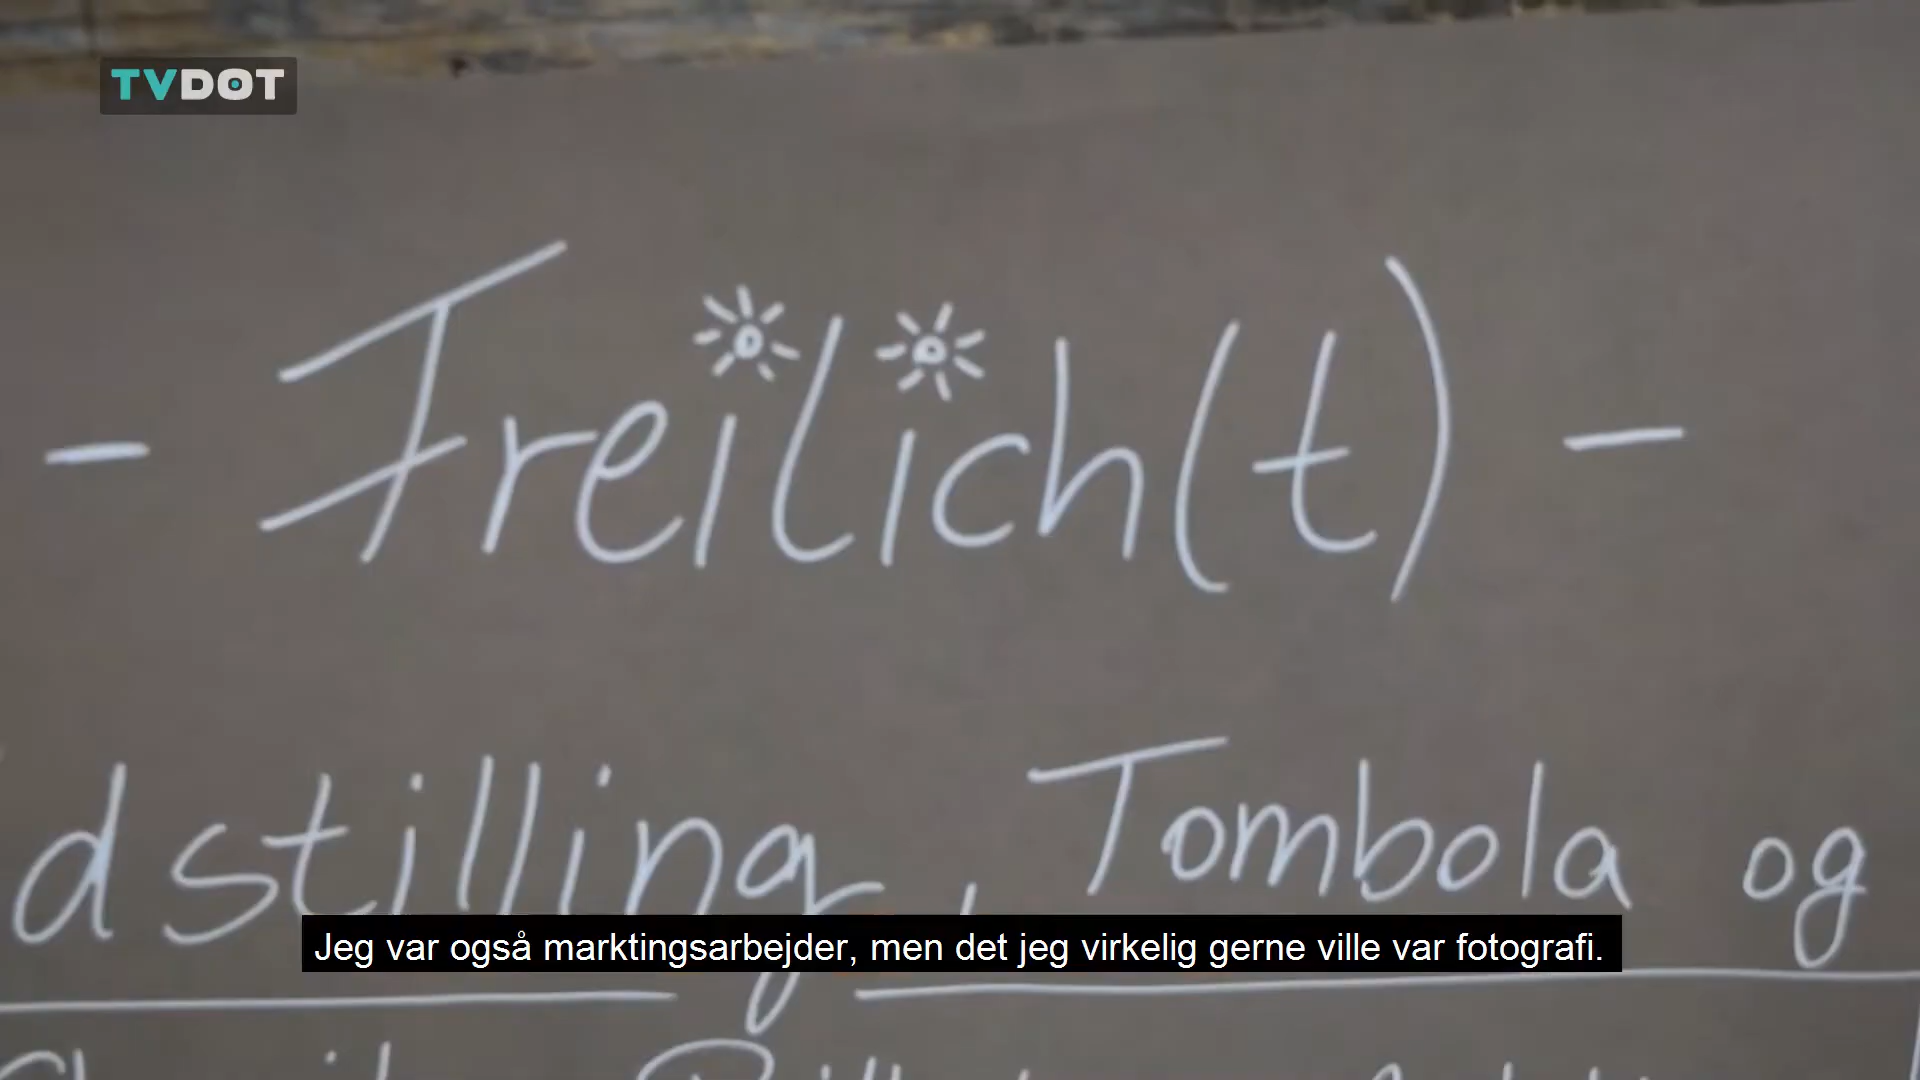 TVDOT
- Freilich(t) -
dstilling, Tombola og
Jeg var også marktingsarbejder, men det jeg virkelig gerne ville var fotografi.